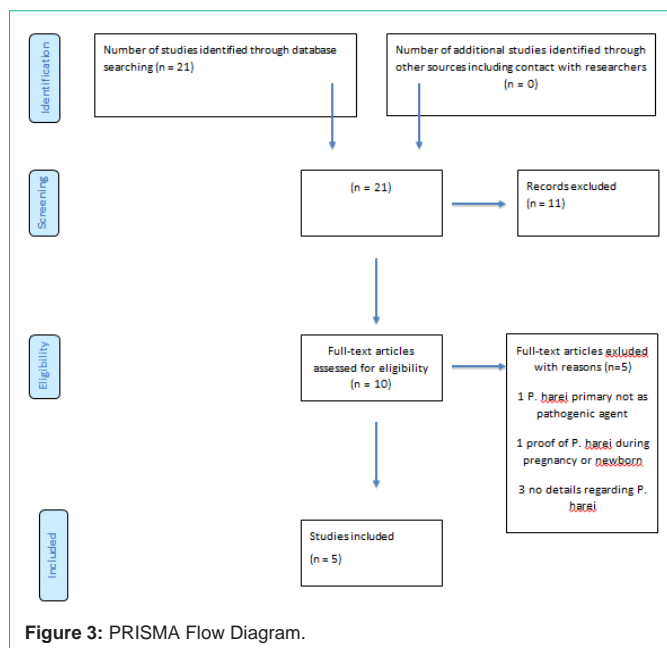 Identification
Number of studies identified through database
searching (n = 21)
Number of additional studies identified through
other sources including contact with researchers
(n = 0)
Screening
(n = 21)
Records excluded
(n = 11)
Eligibility
Full-text articles
assessed for eligibility
(n = 10)
Full-text articles exluded
with reasons (n=5)
1 P. harei primary not as
pathogenic agent
1 proof of P. harei during
pregnancy or newborn
3 no details regarding P.
harei
Included
Studies included
(n = 5)
Figure 3: PRISMA Flow Diagram.